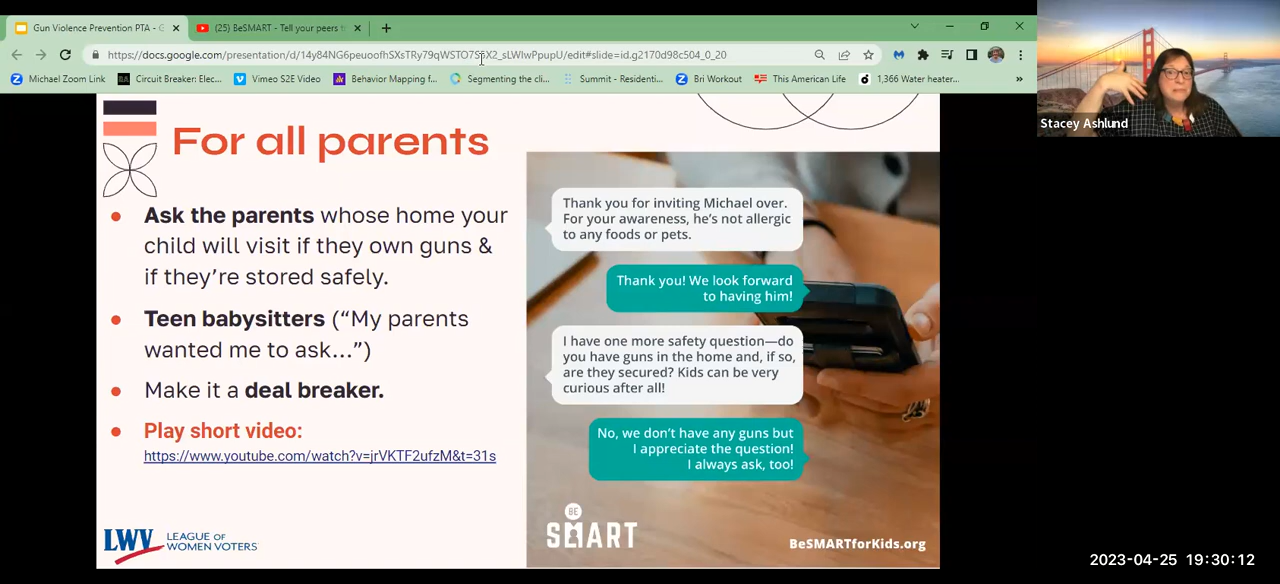 Gun Violence Prevention PTA - G
(25) BeSMART - Tell your peers t
https://docs.google.com/presentation/d/14y84NG6peuoofhSXsTRy79qWSTO7S5X2_sLWIwPpupU/edit#slide=id.g2170d98c504_0_20
Michael Zoom Link
Circuit Breaker: Elec...
Vimeo S2E Video
Behavior Mapping f...
Segmenting the cli...
Summit - Residenti...
Bri Workout
This American Life
1,366 Water heater...
For all parents
Ask the parents whose home your
child will visit if they own guns &
if they're stored safely.
Teen babysitters (“My parents
wanted me to ask...”)
Make it a deal breaker.
Play short video:
https://www.youtube.com/watch?v=jrVKTF2ufzM&t=31s
LWV LEAGUE OF
WOMEN VOTERS
Thank you for inviting Michael over.
For your awareness, he's not allergic
to any foods or pets.
Thank you! We look forward
to having him!
I have one more safety question—do
you have guns in the home and, if so,
are they secured? Kids can be very
curious after all!
No, we don't have any guns but
I appreciate the question!
I always ask, too!
BE
SMART
BeSMARTforKids.org
Stacey Ashlund
2023-04-25 19:30:12